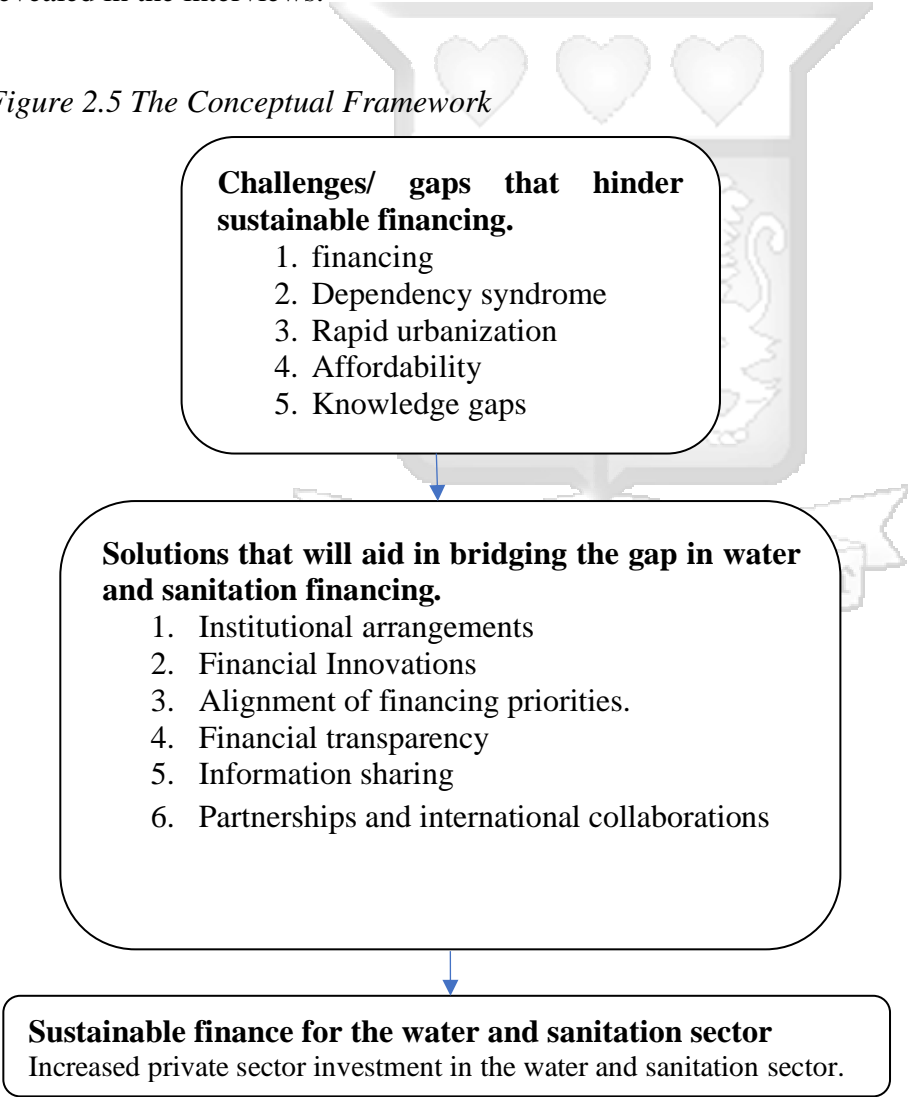 revealed in the interviews.
Figure 2.5 The Conceptual Framework
Challenges/ gaps that hinder
sustainable financing.
1. financing
2. Dependency syndrome
3. Rapid urbanization
4. Affordability
5. Knowledge gaps
Solutions that will aid in bridging the gap in water
and sanitation financing.
1. Institutional arrangements
2. Financial Innovations
3. Alignment of financing priorities.
4. Financial transparency
5. Information sharing
6. Partnerships and international collaborations
Sustainable finance for the water and sanitation sector
Increased private sector investment in the water and sanitation sector.